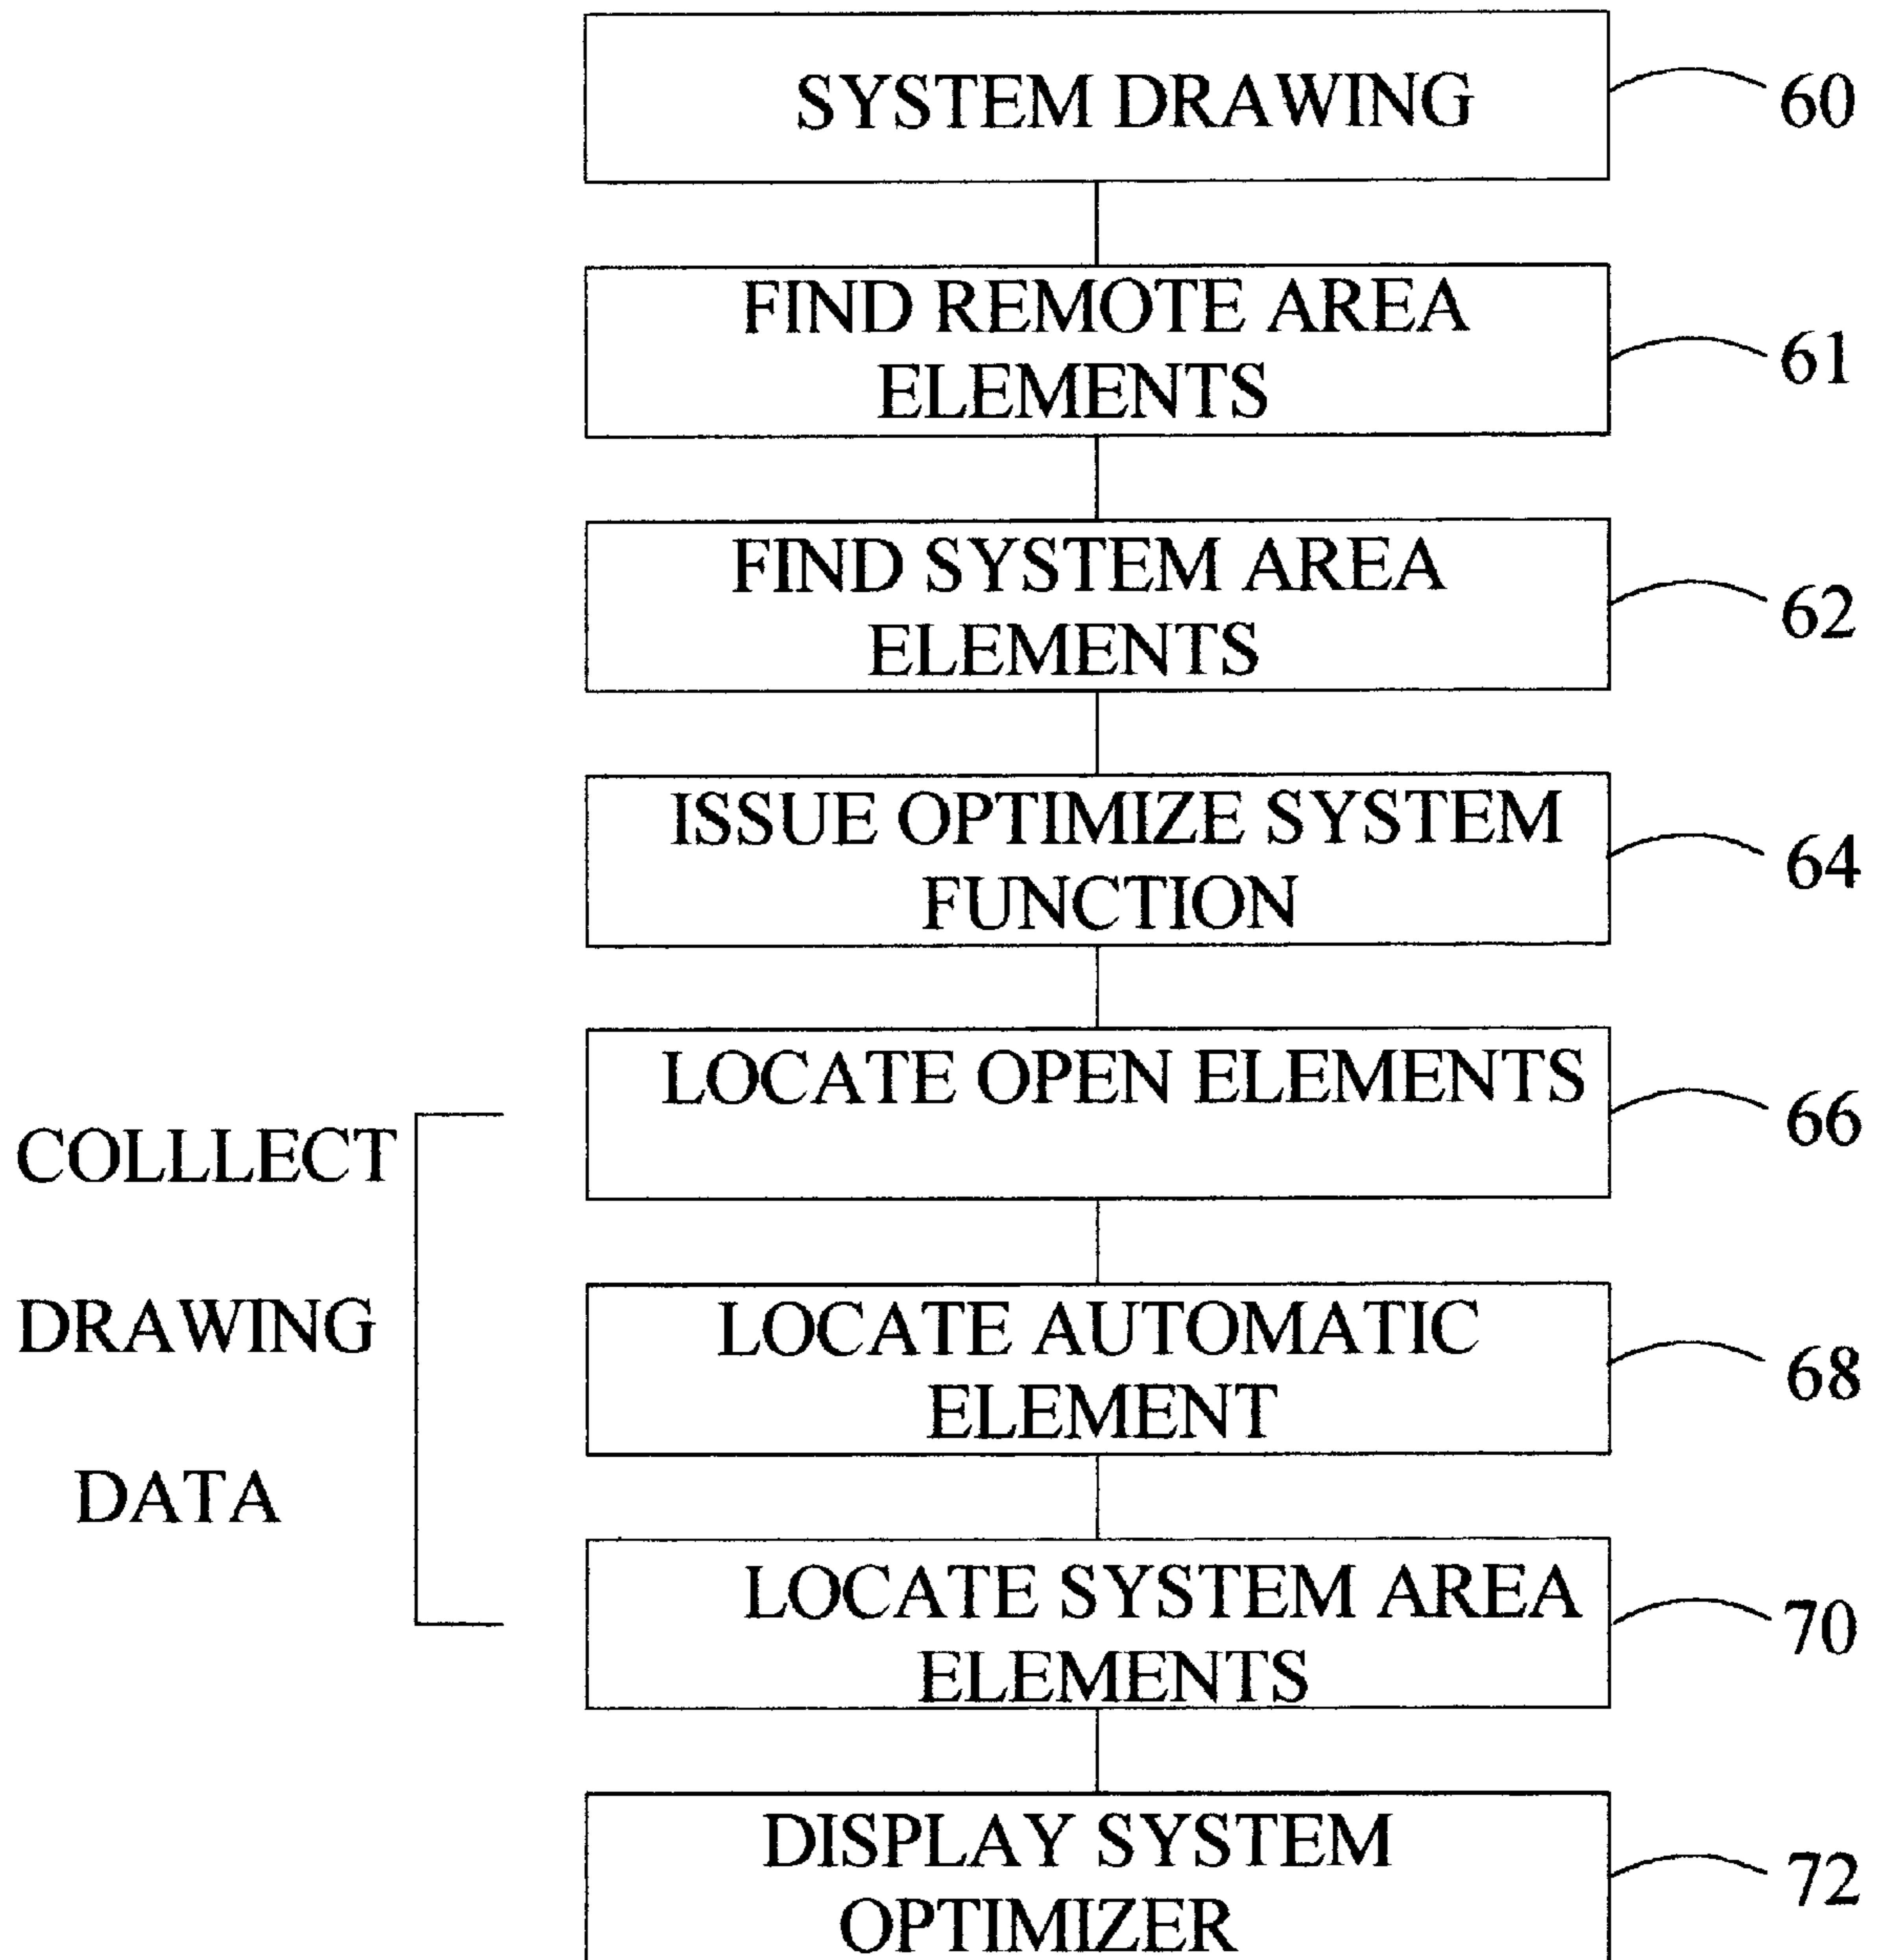 SYSTEM DRAWING
60
FIND REMOTE AREA
ELEMENTS
61
FIND SYSTEM AREA
ELEMENTS
62
ISSUE OPTIMIZE SYSTEM
FUNCTION
64
LOCATE OPEN ELEMENTS
66
COLLLECT
DRAWING
DATA
LOCATE AUTOMATIC
ELEMENT
68
LOCATE SYSTEM AREA
ELEMENTS
70
DISPLAY SYSTEM
OPTIMIZER
72